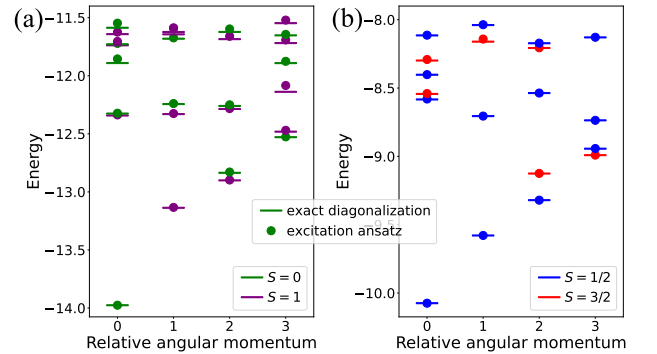 (a)
(b)
−11.5
−12.0
−12.5
−13.0
−13.5
−14.0
Energy
0 1 2 3
Relative angular momentum
S = 0
S = 1
exact diagonalization
excitation ansatz
−8.0
−8.5
−9.0
−9.5
−10.0
Energy
0 1 2 3
Relative angular momentum
S = 1/2
S = 3/2